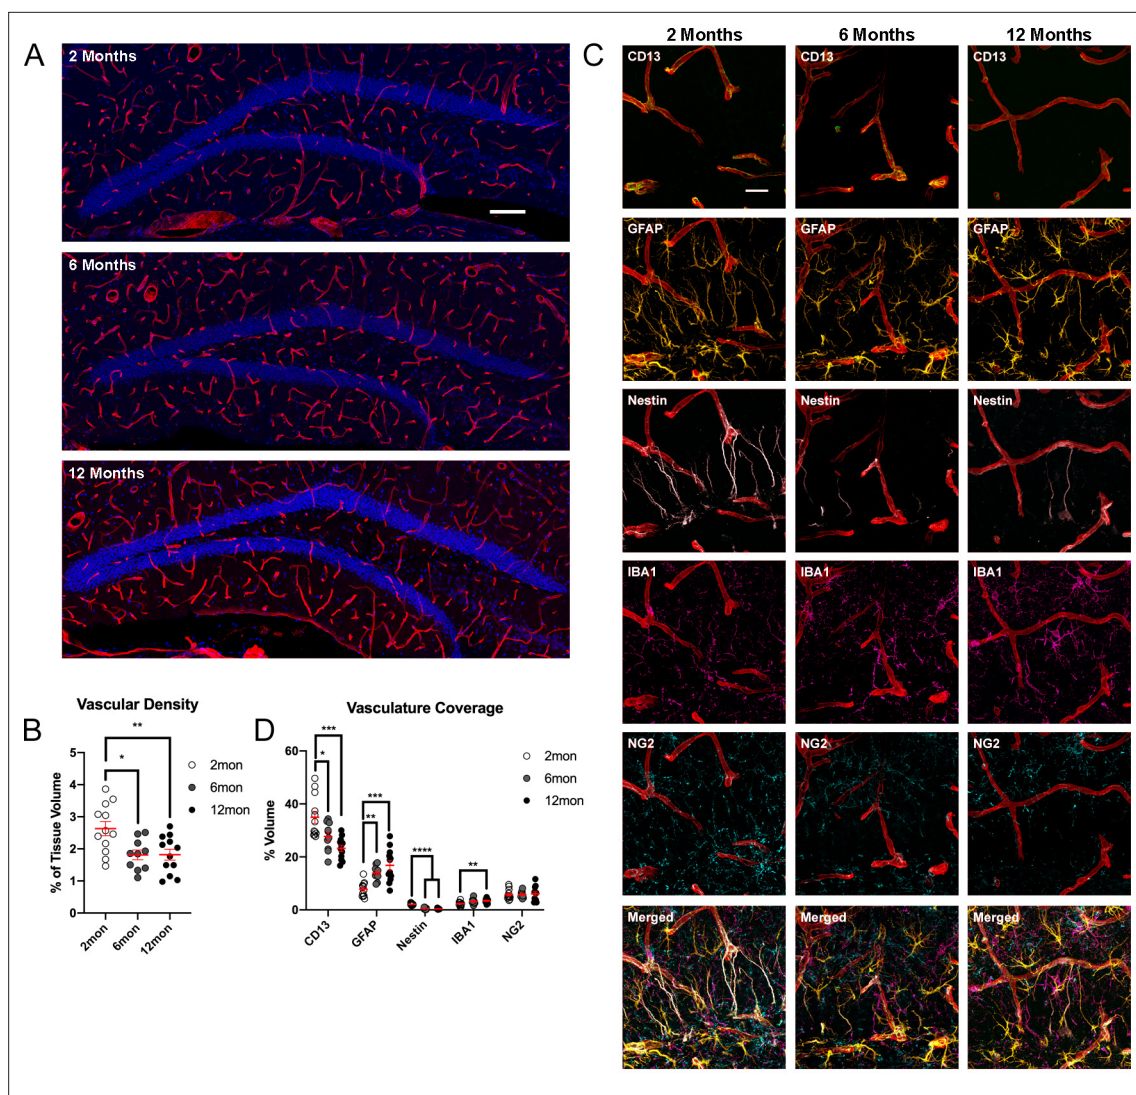 A
2 Months
6 Months
12 Months
B
Vascular Density
**
*
% of Tissue Volume
5
4
3
2
1
0
2mon
6mon
12mon
2mon
6mon
12mon
D
Vasculature Coverage
% Volume
60
40
20
0
***
*
***
**
****
**
2mon
6mon
12mon
CD13
GFAP
Nestin
IBA1
NG2
C
2 Months 6 Months 12 Months
CD13 CD13 CD13
GFAP GFAP GFAP
Nestin Nestin Nestin
IBA1 IBA1 IBA1
NG2 NG2 NG2
Merged Merged Merged